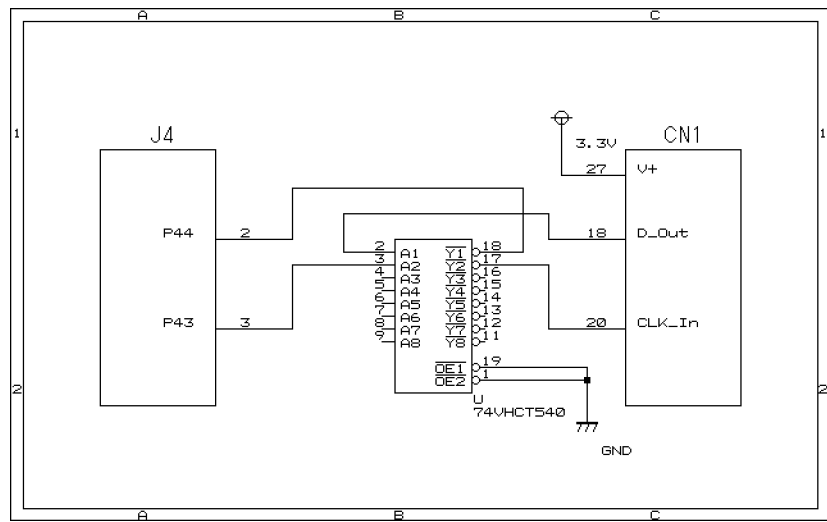 A B C
1 1
J4
3.3V
CN1
27 V+
P44 2
18 D_Out
2 A1 Y1 18
3 A2 Y2 17
4 A3 Y3 16
5 A4 Y4 15
6 A5 Y5 14
7 A6 Y6 13
8 A7 Y7 12
9 A8 Y8 11
P43 3
20 CLK_In
OE1 19
OE2 1
2 2
U
74VHCT540
GND
A B C